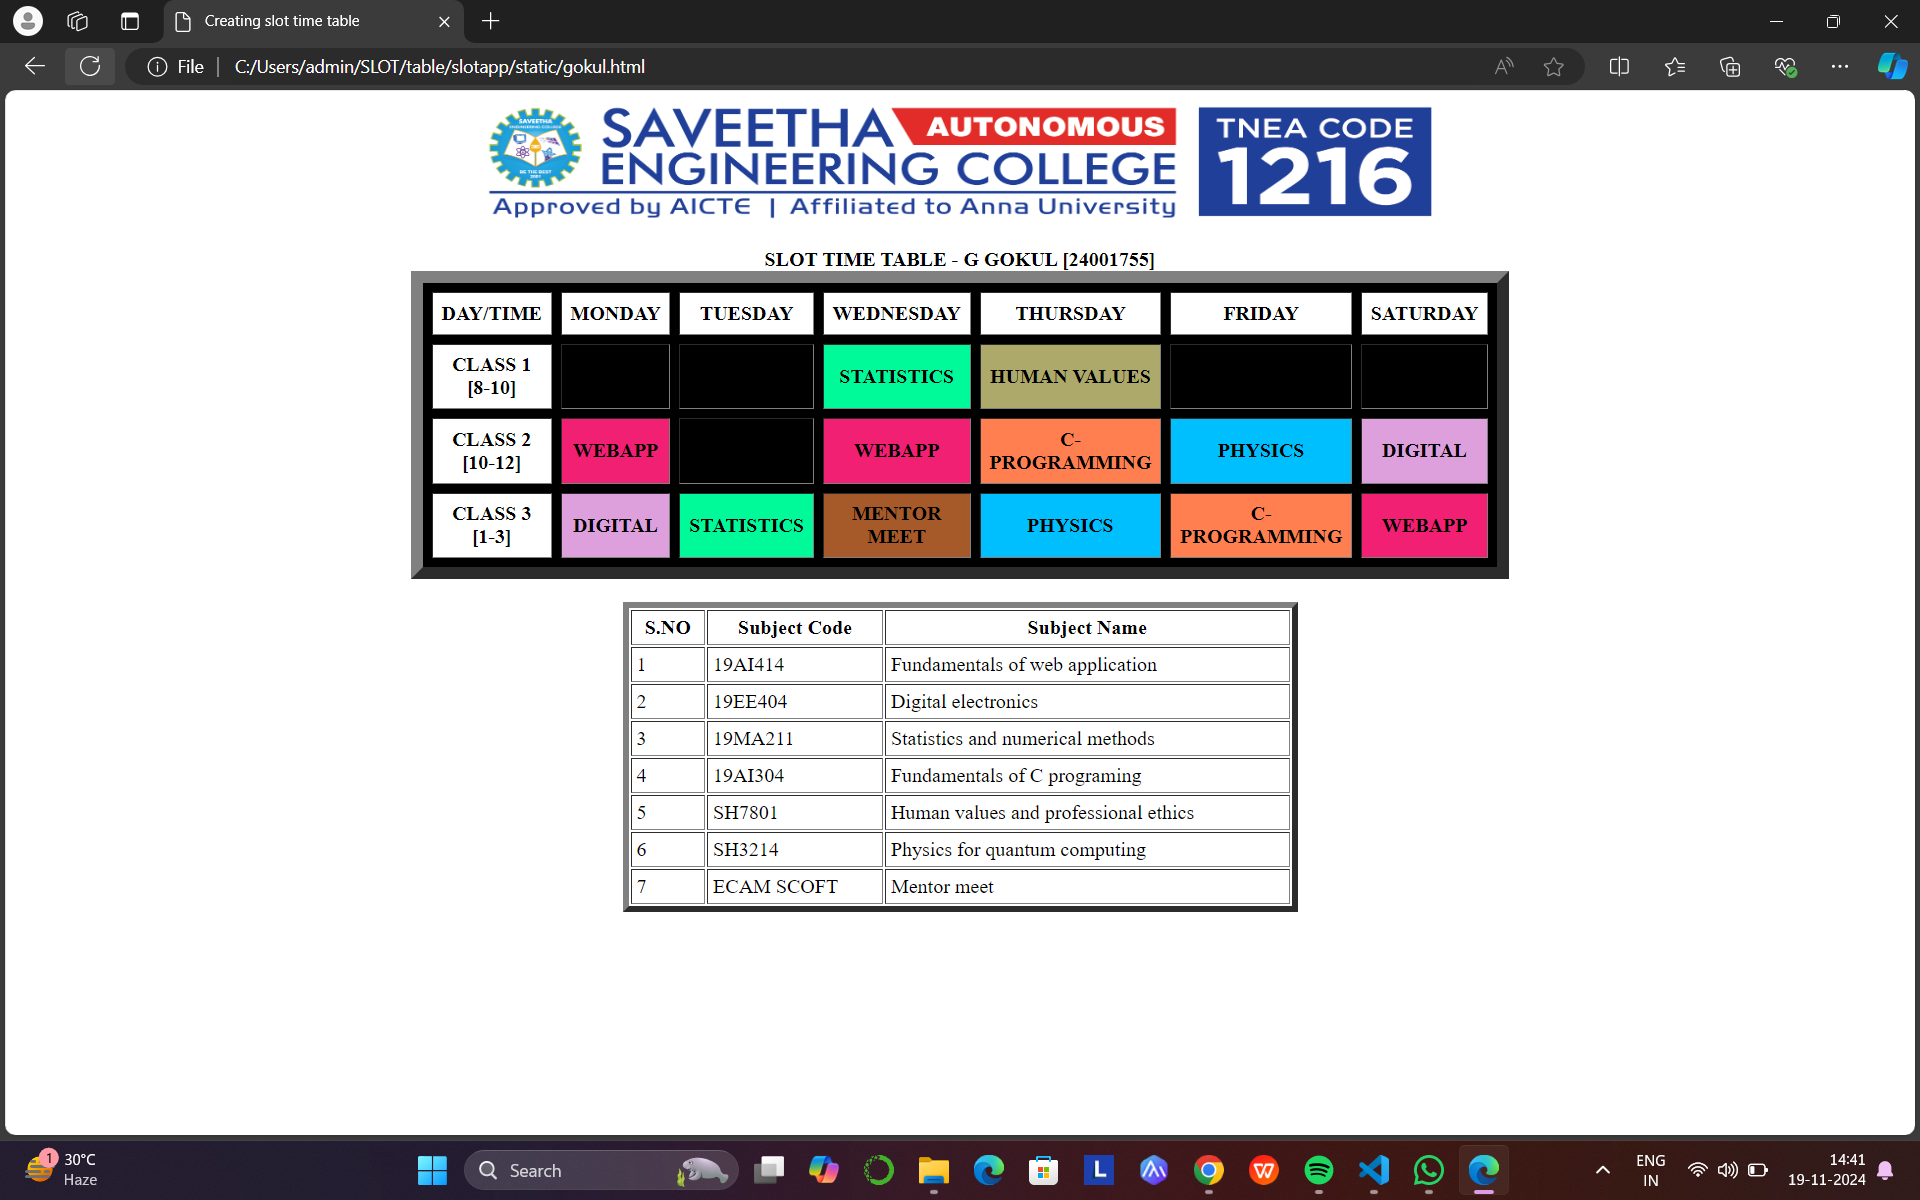 Creating slot time table
File
C:/Users/admin/SLOT/table/slotapp/static/gokul.html
SAVEETHA AUTONOMOUS
ENGINEERING COLLEGE
Approved by AICTE | Affiliated to Anna University
TNEA CODE
1216
SAVEETHA
ENGINEERING COLLEGE
BE THE BEST
SLOT TIME TABLE - G GOKUL [24001755]
DAY/TIME MONDAY TUESDAY WEDNESDAY THURSDAY FRIDAY SATURDAY
CLASS 1
[8-10]
STATISTICS HUMAN VALUES
CLASS 2
[10-12]
WEBAPP WEBAPP
C-
PROGRAMMING
PHYSICS DIGITAL
CLASS 3
[1-3]
DIGITAL STATISTICS
MENTOR
MEET
PHYSICS
C-
PROGRAMMING
WEBAPP
S.NO Subject Code Subject Name
1 19AI414 Fundamentals of web application
2 19EE404 Digital electronics
3 19MA211 Statistics and numerical methods
4 19AI304 Fundamentals of C programing
5 SH7801 Human values and professional ethics
6 SH3214 Physics for quantum computing
7 ECAM SCOFT Mentor meet
1
30°C
Haze
Search
L
W
ENG
IN
14:41
19-11-2024